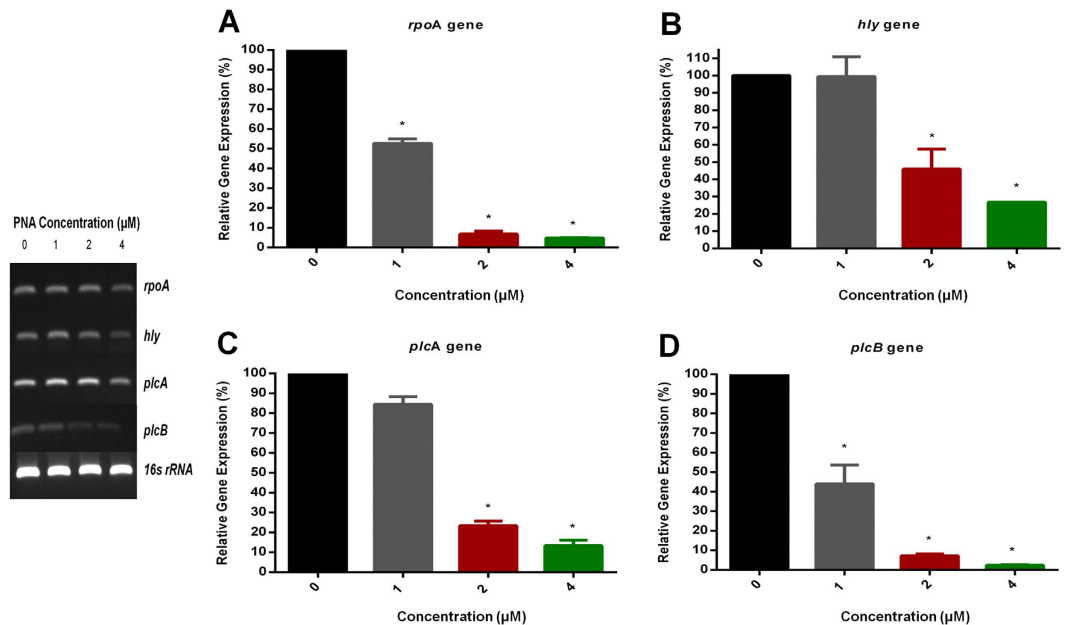 PNA Concentration (µM)
0 1 2 4
rpoA
hly
plcA
plcB
16s rRNA
A
rpoA gene
Relative Gene Expression (%)
100
90
80
70
60
50
40
30
20
10
0
*
*
*
0 1 2 4
Concentration (µM)
B
hly gene
Relative Gene Expression (%)
110
100
90
80
70
60
50
40
30
20
10
0
*
*
0 1 2 4
Concentration (µM)
C
plcA gene
Relative Gene Expression (%)
100
90
80
70
60
50
40
30
20
10
0
*
*
0 1 2 4
Concentration (µM)
D
plcB gene
Relative Gene Expression (%)
100
90
80
70
60
50
40
30
20
10
0
*
*
*
0 1 2 4
Concentration (µM)